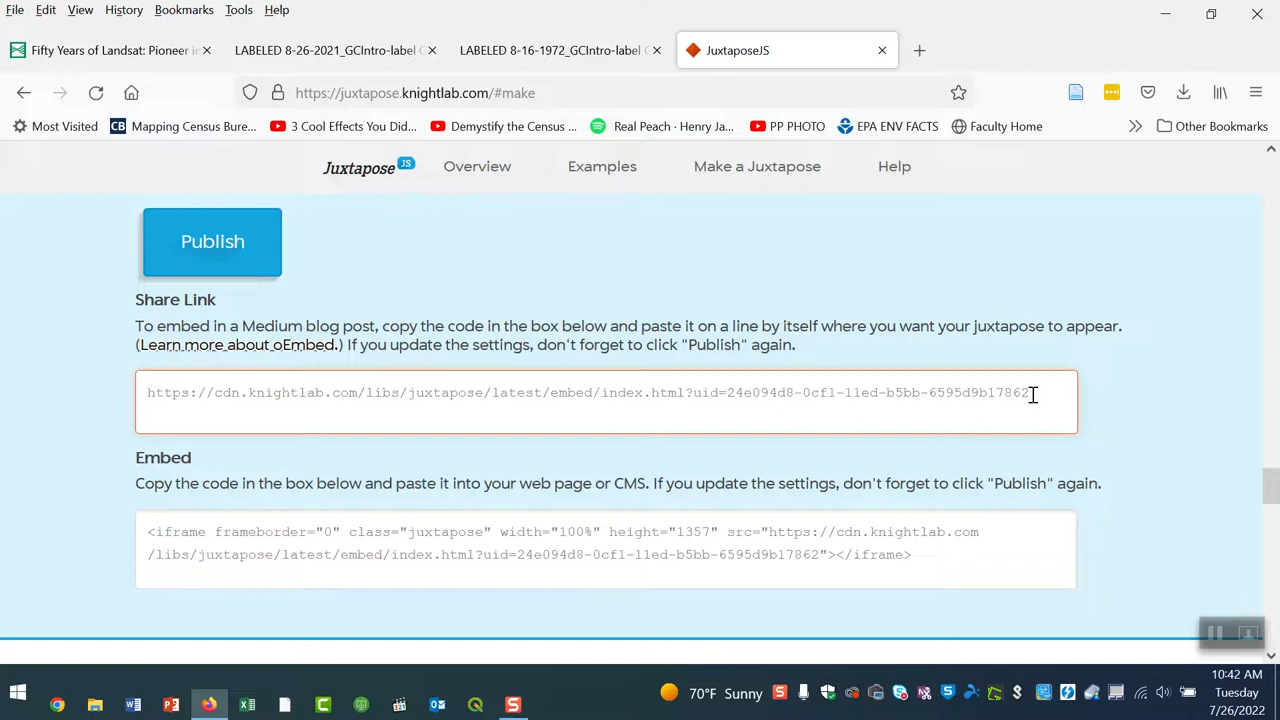 File Edit View History Bookmarks Tools Help
Fifty Years of Landsat: Pioneer in LABELED 8-26-2021_GCIntro-label C LABELED 8-16-1972_GCIntro-label C JuxtaposeJS
https://juxtapose.knightlab.com/#make
Most Visited CB Mapping Census Bure... 3 Cool Effects You Did... Demystify the Census ... Real Peach · Henry Ja... PP PHOTO EPA ENV FACTS Faculty Home Other Bookmarks
Juxtapose JS Overview Examples Make a Juxtapose Help
Publish
Share Link
To embed in a Medium blog post, copy the code in the box below and paste it on a line by itself where you want your juxtapose to appear.
(Learn more about oEmbed.) If you update the settings, don't forget to click "Publish" again.
https://cdn.knightlab.com/libs/juxtapose/latest/embed/index.html?uid=24e094d8-0cf1-11ed-b5bb-6595d9b17862
Embed
Copy the code in the box below and paste it into your web page or CMS. If you update the settings, don't forget to click "Publish" again.
<iframe frameborder="0" class="juxtapose" width="100%" height="1357" src="https://cdn.knightlab.com
/libs/juxtapose/latest/embed/index.html?uid=24e094d8-0cf1-11ed-b5bb-6595d9b17862"></iframe>
70°F Sunny
10:42 AM
Tuesday
7/26/2022